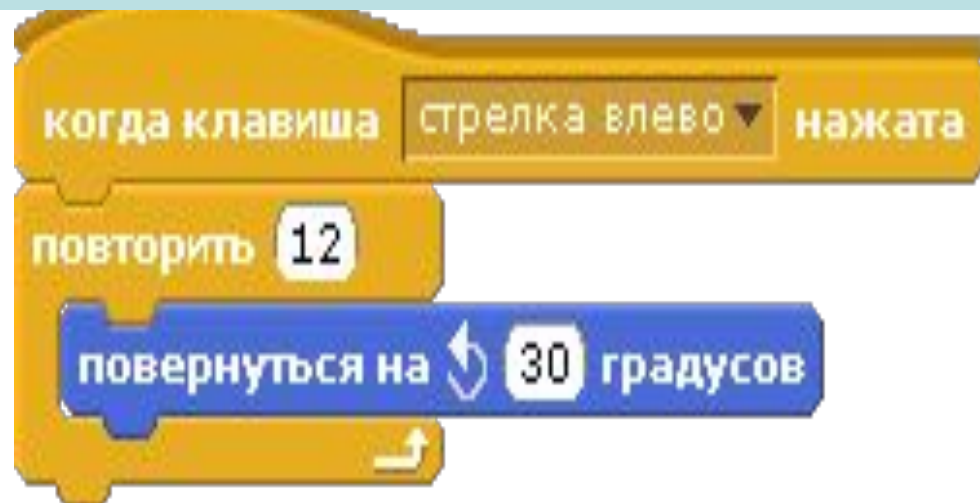 когда клавиша стрелка влево нажата
повторить 12
повернуться на 30 градусов